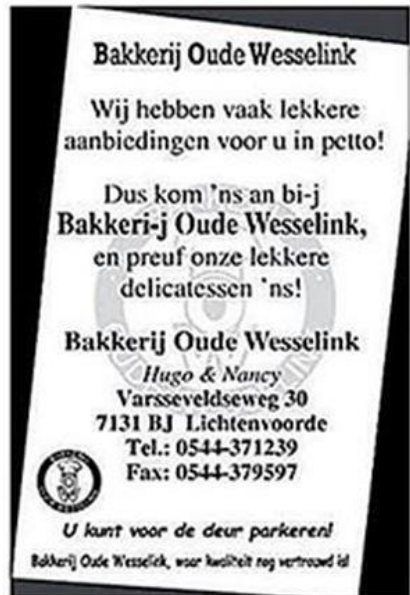 Bakkerij Oude Wesselink
Wij hebben vaak lekkere
aanbiedingen voor u in petto!
Dus kom 'ns an bi-j
Bakkeri-j Oude Wesselink,
en preuf onze lekkere
delicatessen 'ns!
Bakkerij Oude Wesselink
Hugo & Nancy
Varsseveldseweg 30
7131 BJ Lichtenvoorde
Tel.: 0544-371239
Fax: 0544-379597
U kunt voor de deur parkeren!
Bakkerij Oude Wesselink, waar kwaliteit nog vertrouwd is!